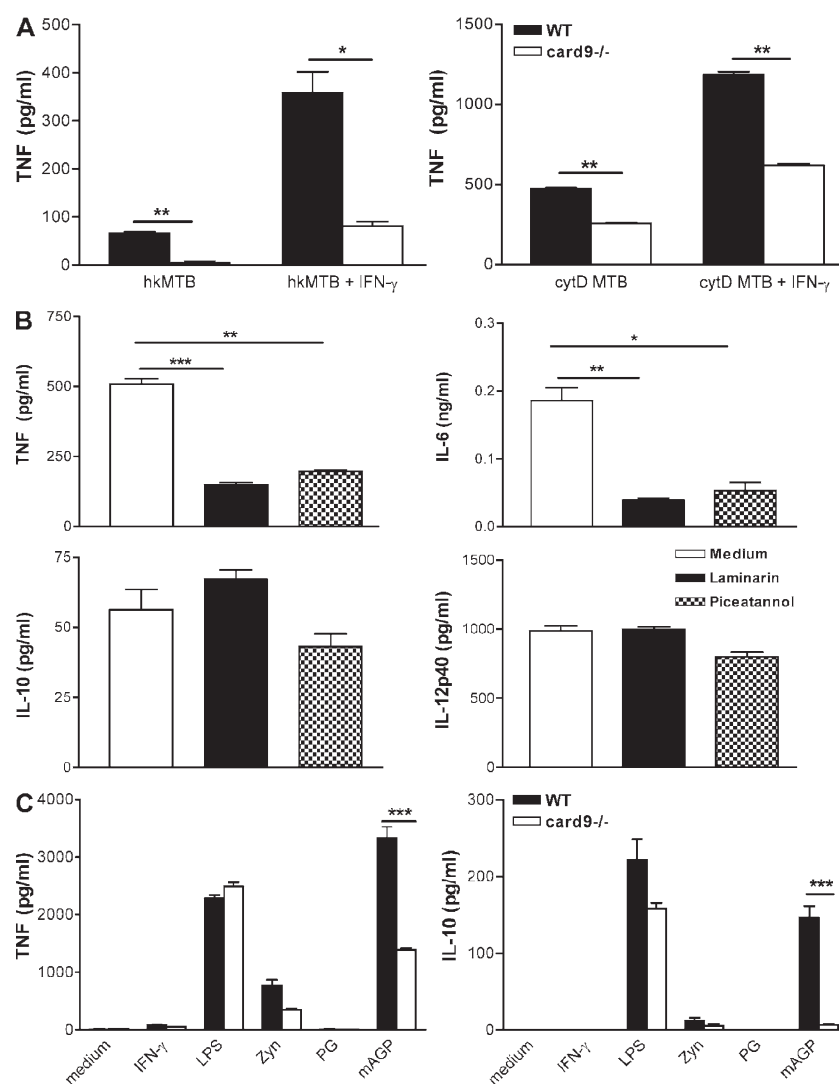 A
TNF (pg/ml)
500
400
300
200
100
0
*
**
hkMTB
hkMTB + IFN-γ
TNF (pg/ml)
1500
1000
500
0
WT
card9-/-
**
**
cytD MTB
cytD MTB + IFN-γ
B
TNF (pg/ml)
750
500
250
0
**
***
IL-6 (ng/ml)
0.3
0.2
0.1
0.0
*
**
IL-10 (pg/ml)
75
50
25
0
IL-12p40 (pg/ml)
1500
1000
500
0
Medium
Laminarin
Piceatannol
C
TNF (pg/ml)
4000
3000
2000
1000
0
***
medium
IFN-γ
LPS
Zyn
PG
mAGP
IL-10 (pg/ml)
300
200
100
0
WT
card9-/-
***
medium
IFN-γ
LPS
Zyn
PG
mAGP